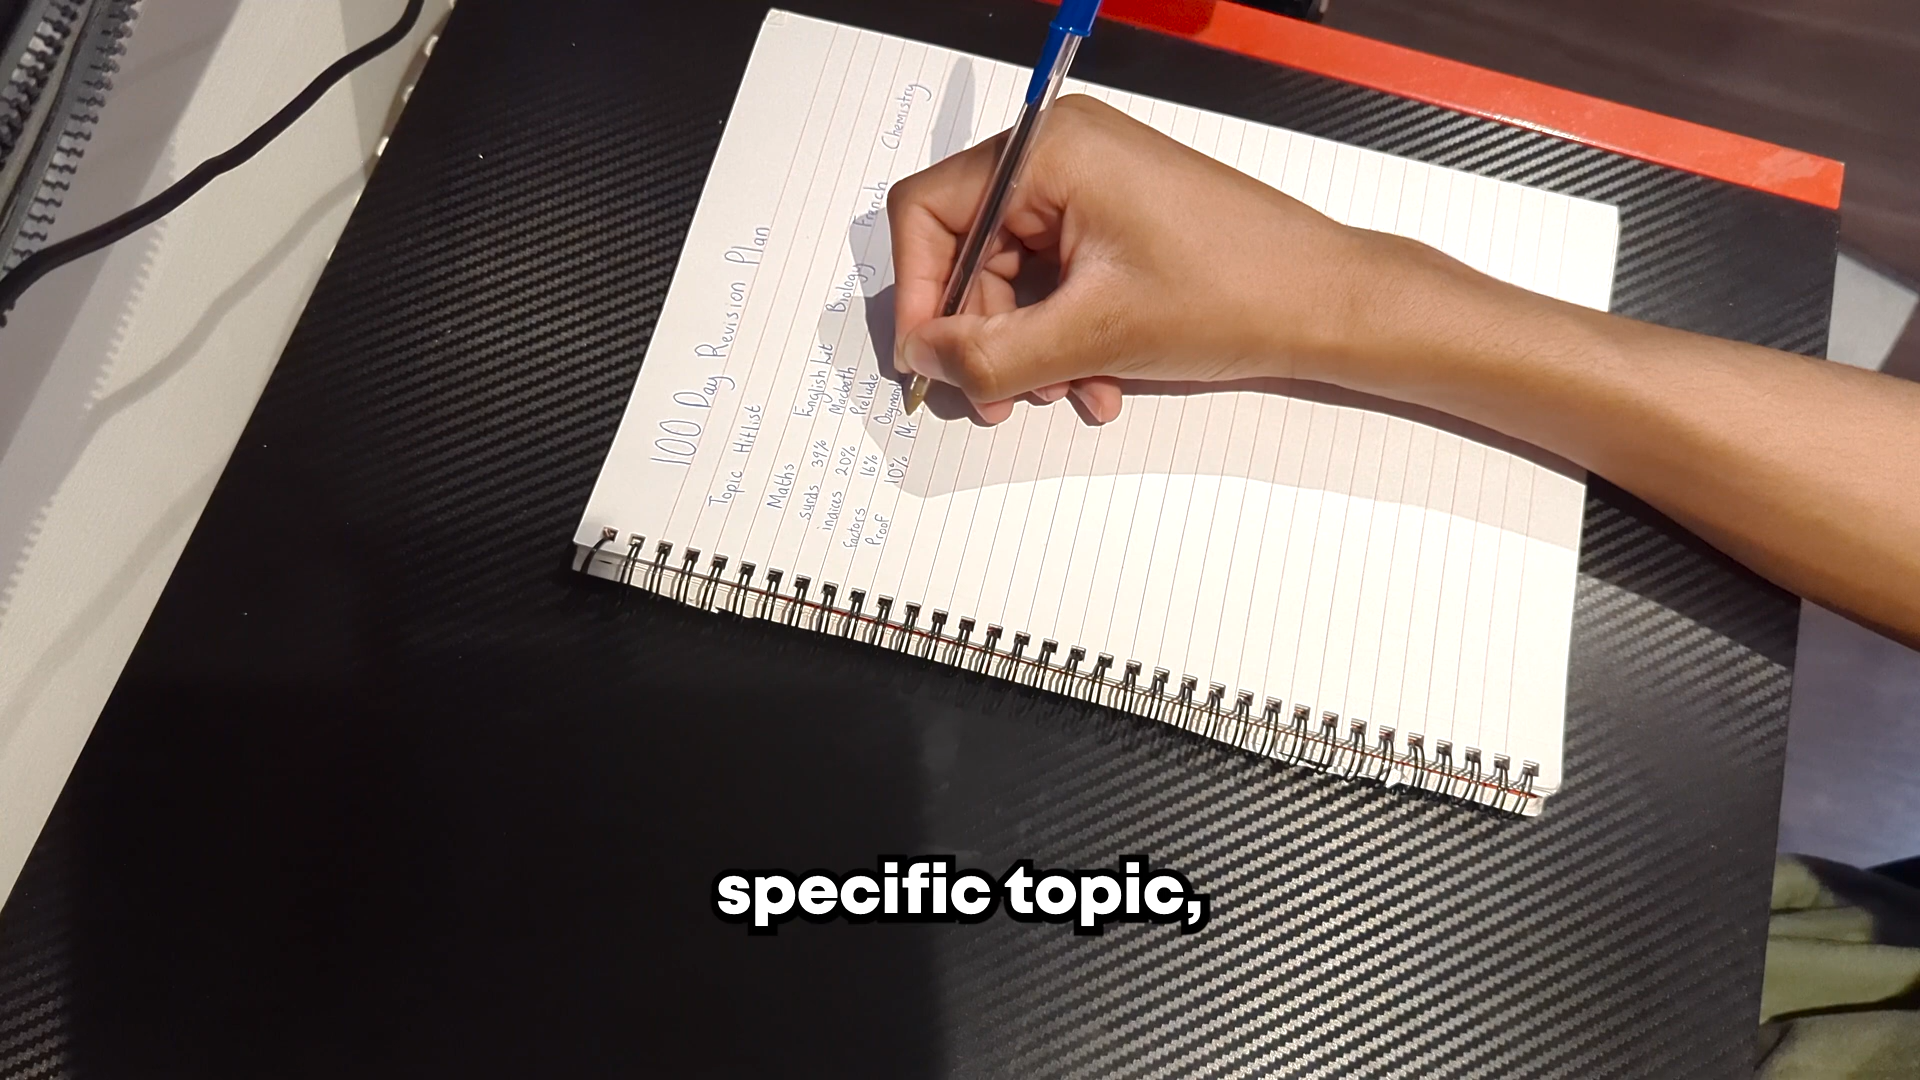 100 Day Revision Plan
Topic Hitlist
Maths English Lit Biology French Chemistry
surds 39% Macbeth
indices 20% Prelude
factors 16%
Proof 10% Mr
specific topic,